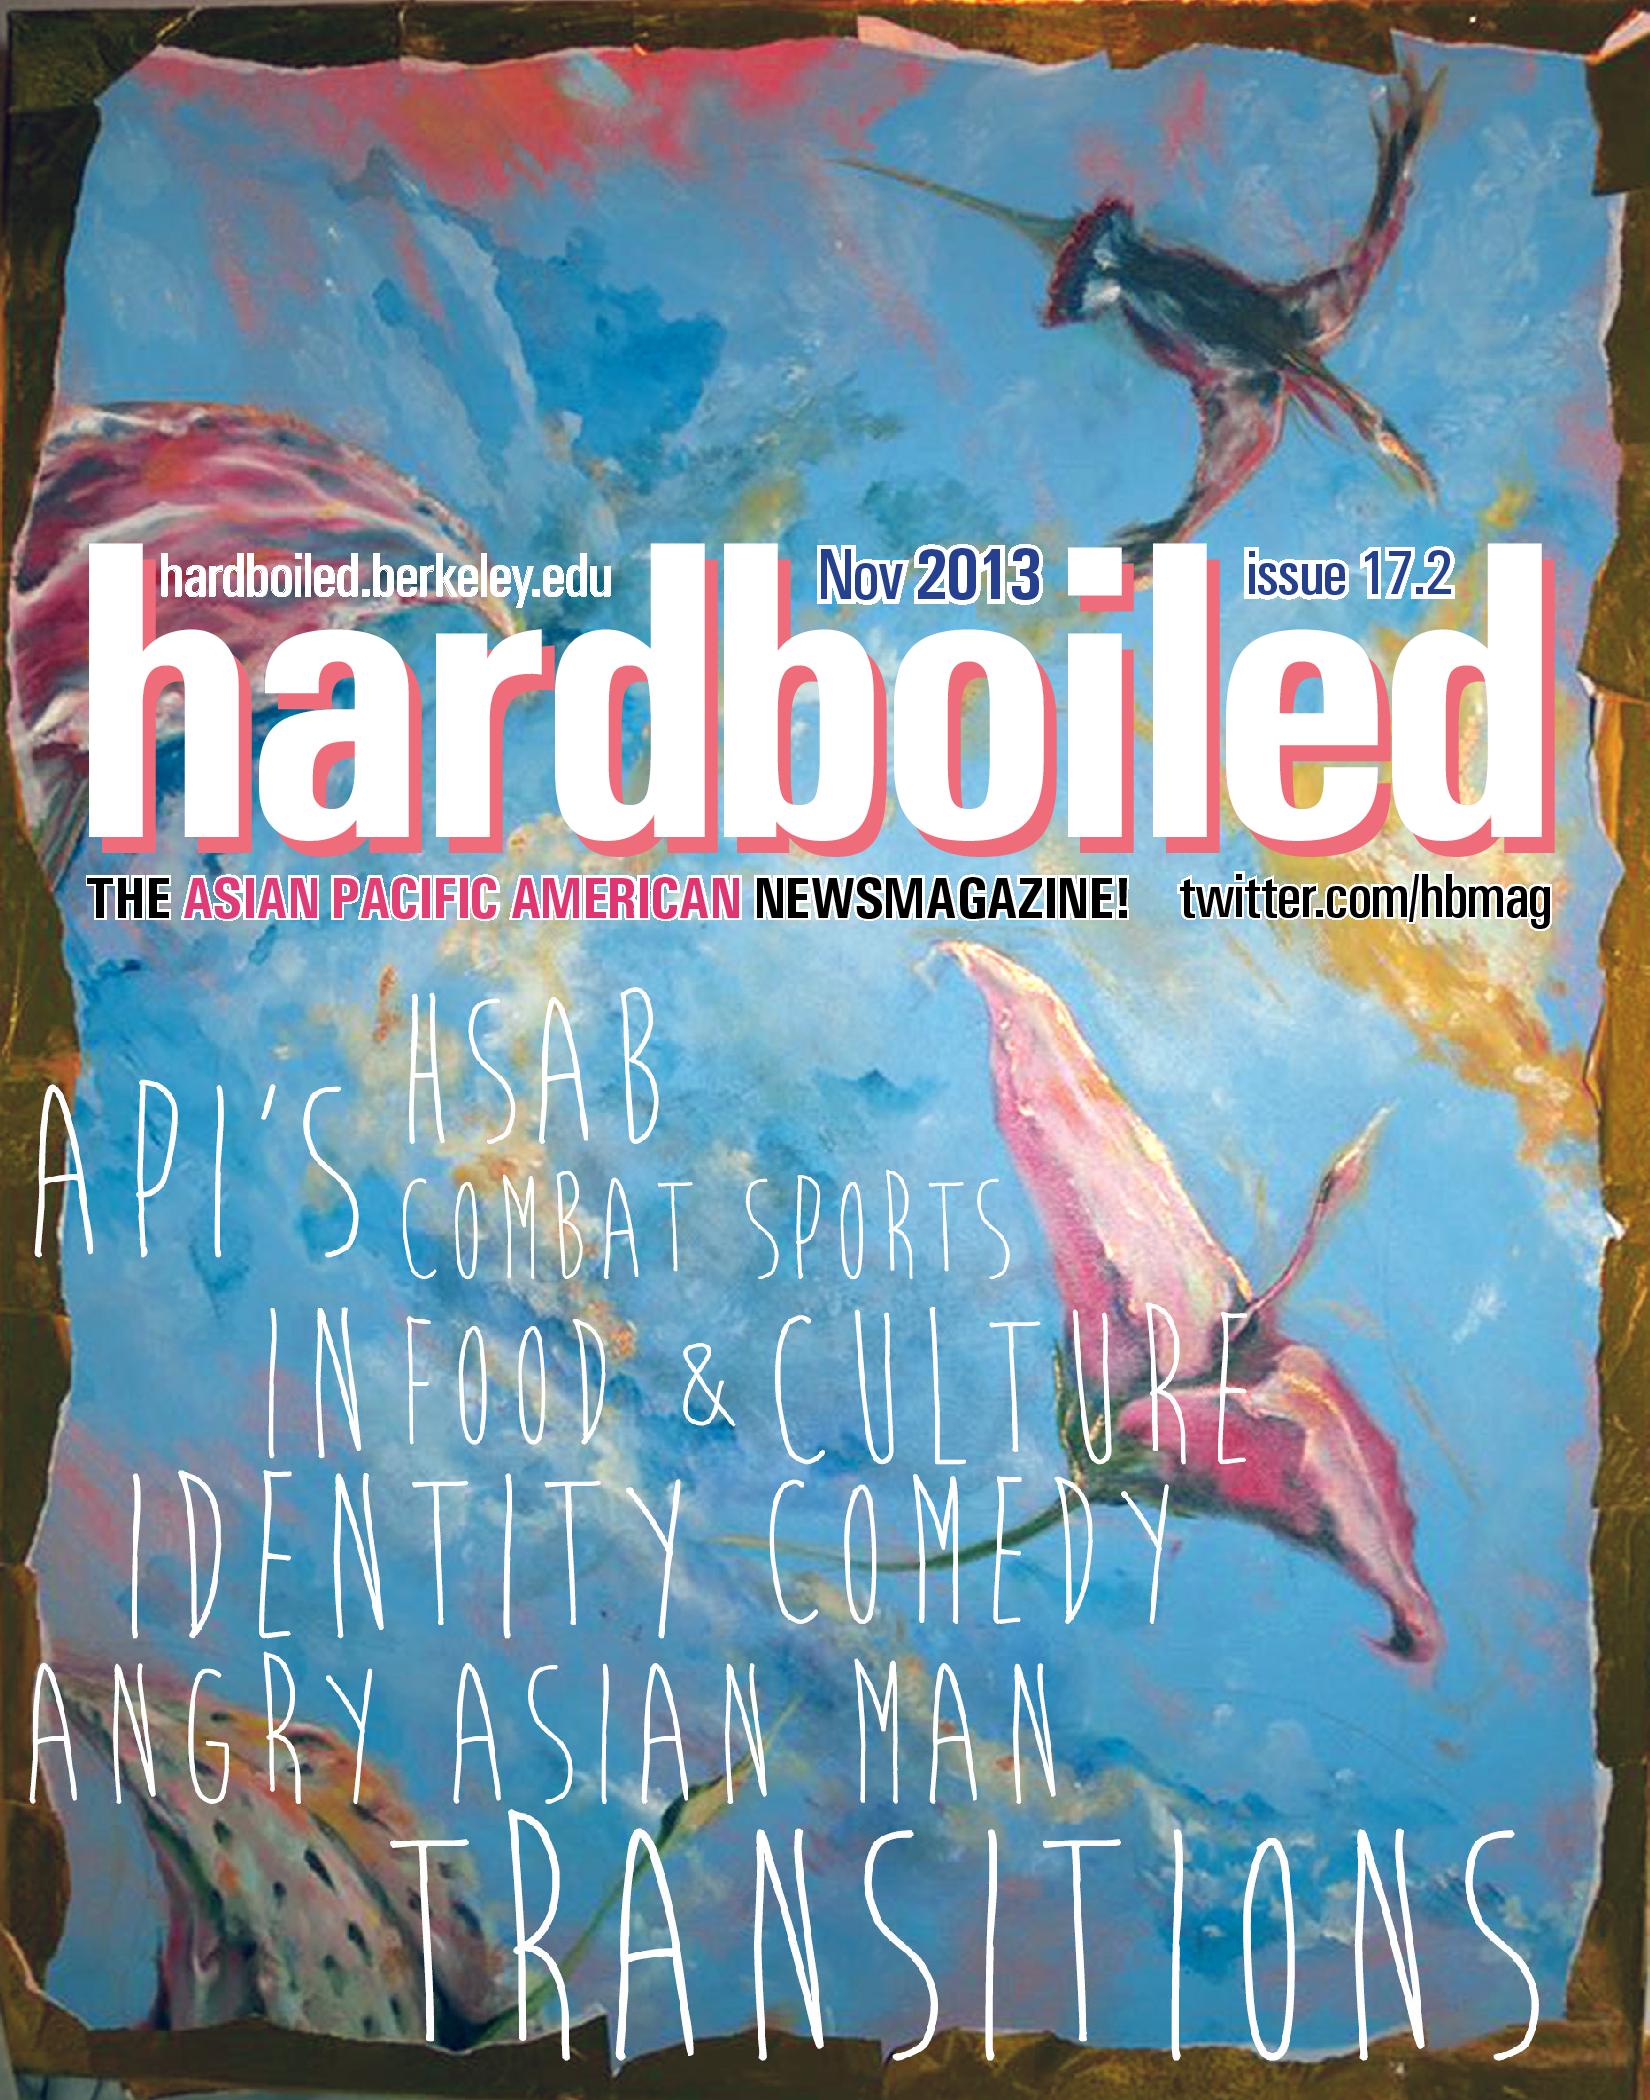 hardboiled.berkeley.edu Nov 2013 issue 17.2
hardboiled
THE ASIAN PACIFIC AMERICAN NEWSMAGAZINE! twitter.com/hbmag
HSAB
API'S COMBAT SPORTS
IN FOOD & CULTURE
IDENTITY COMEDY
ANGRY ASIAN MAN
TRANSITIONS